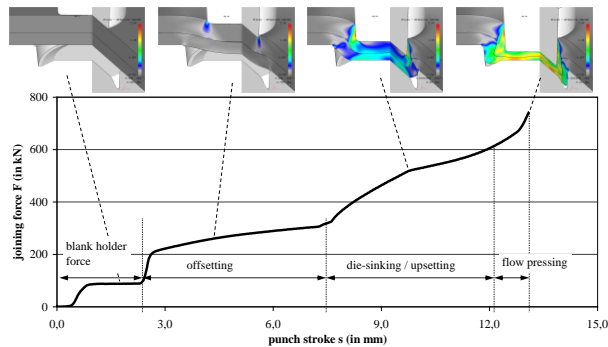 800
600
400
200
0
joining force F (in kN)
blank holder
force
offsetting
die-sinking / upsetting
flow pressing
0,0
3,0
6,0
9,0
12,0
15,0
punch stroke s (in mm)